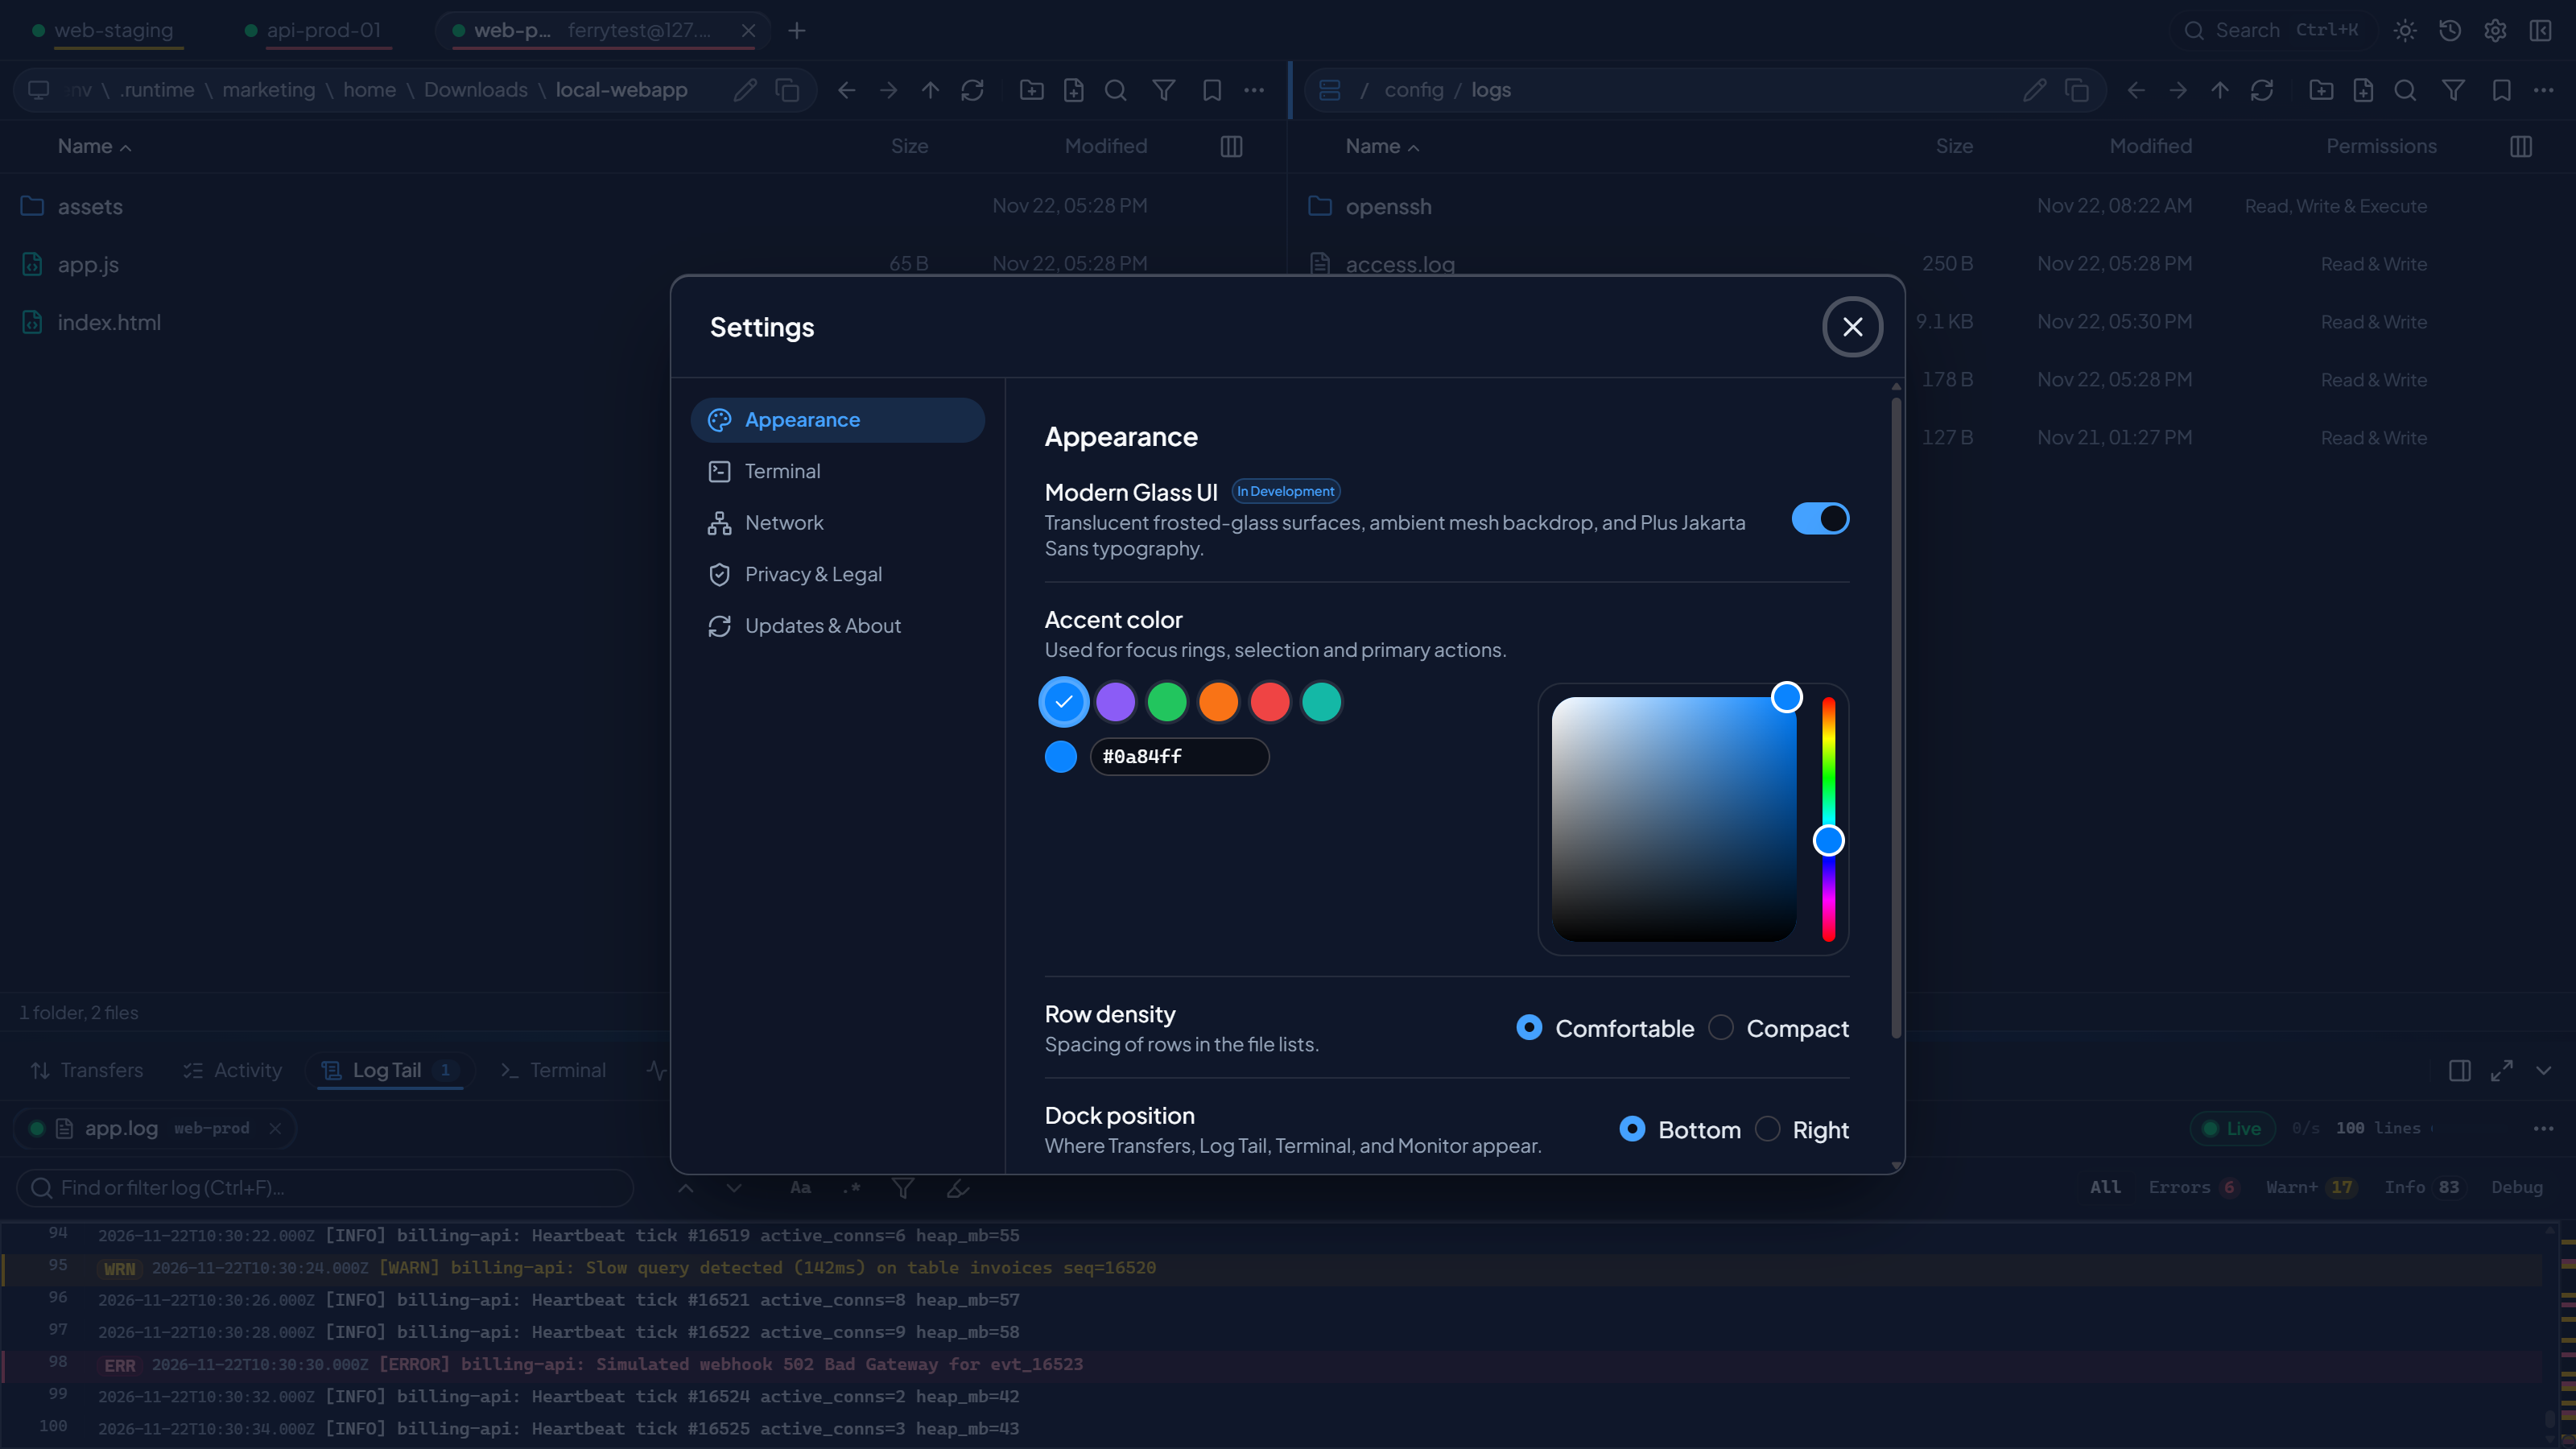 web-staging
api-prod-01
web-p... ferrytest@127....
Search Ctrl+K
nv \ .runtime \ marketing \ home \ Downloads \ local-webapp
/ config / logs
Name Size Modified
Name Size Modified Permissions
assets Nov 22, 05:28 PM
openssh Nov 22, 08:22 AM Read, Write & Execute
app.js 65 B Nov 22, 05:28 PM
access.log 250 B Nov 22, 05:28 PM Read & Write
index.html
9.1 KB Nov 22, 05:30 PM Read & Write
178 B Nov 22, 05:28 PM Read & Write
127 B Nov 21, 01:27 PM Read & Write
Settings
Appearance
Terminal
Network
Privacy & Legal
Updates & About
Appearance
Modern Glass UI In Development
Translucent frosted-glass surfaces, ambient mesh backdrop, and Plus Jakarta
Sans typography.
Accent color
Used for focus rings, selection and primary actions.
#0a84ff
Row density
Spacing of rows in the file lists.
Comfortable Compact
Dock position
Where Transfers, Log Tail, Terminal, and Monitor appear.
Bottom Right
1 folder, 2 files
Transfers Activity Log Tail 1 Terminal
app.log web-prod
Live 0/s 100 lines
Find or filter log (Ctrl+F)...
Aa .*
All Errors 6 Warn+ 17 Info 83 Debug
94 2026-11-22T10:30:22.000Z [INFO] billing-api: Heartbeat tick #16519 active_conns=6 heap_mb=55
95 WRN 2026-11-22T10:30:24.000Z [WARN] billing-api: Slow query detected (142ms) on table invoices seq=16520
96 2026-11-22T10:30:26.000Z [INFO] billing-api: Heartbeat tick #16521 active_conns=8 heap_mb=57
97 2026-11-22T10:30:28.000Z [INFO] billing-api: Heartbeat tick #16522 active_conns=9 heap_mb=58
98 ERR 2026-11-22T10:30:30.000Z [ERROR] billing-api: Simulated webhook 502 Bad Gateway for evt_16523
99 2026-11-22T10:30:32.000Z [INFO] billing-api: Heartbeat tick #16524 active_conns=2 heap_mb=42
100 2026-11-22T10:30:34.000Z [INFO] billing-api: Heartbeat tick #16525 active_conns=3 heap_mb=43